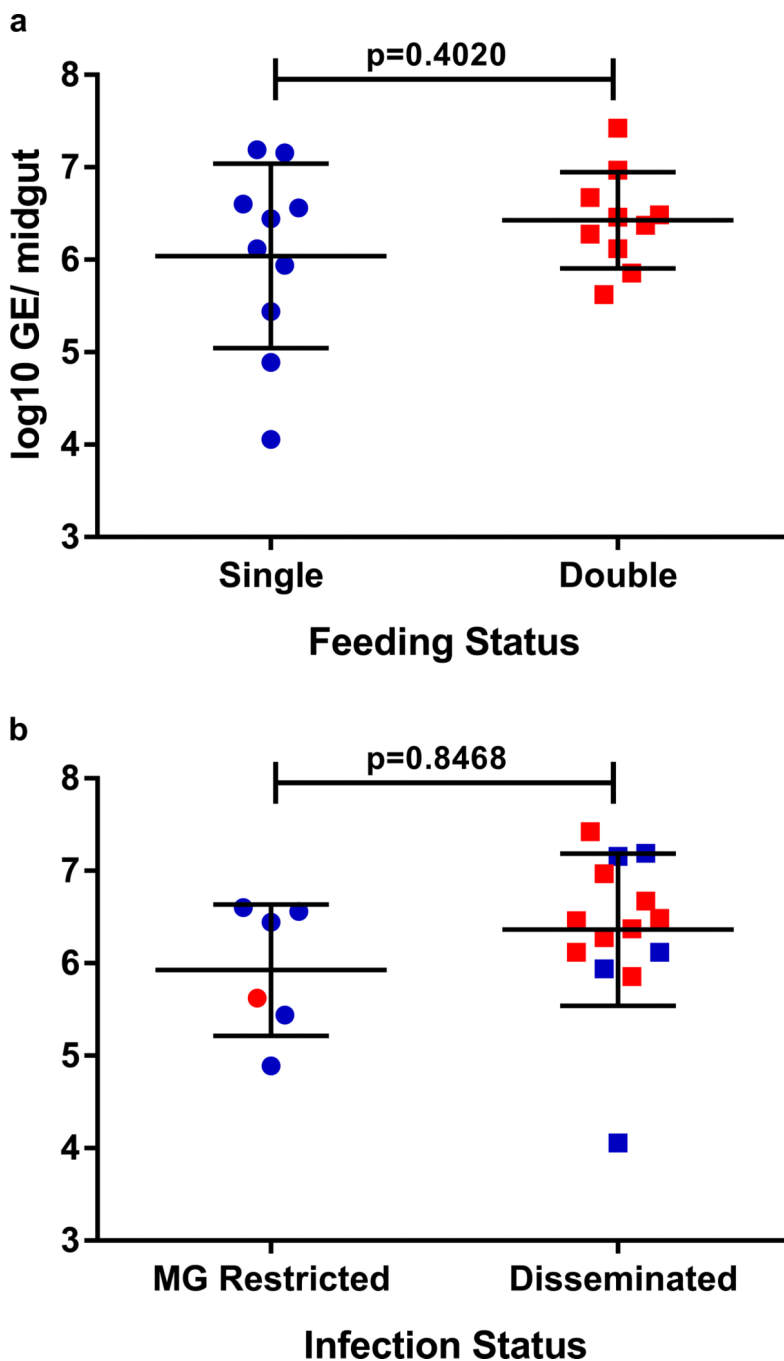 a
p=0.4020
8
7
6
5
4
3
log10 GE/ midgut
Single Double
Feeding Status
b
p=0.8468
8
7
6
5
4
3
MG Restricted Disseminated
Infection Status